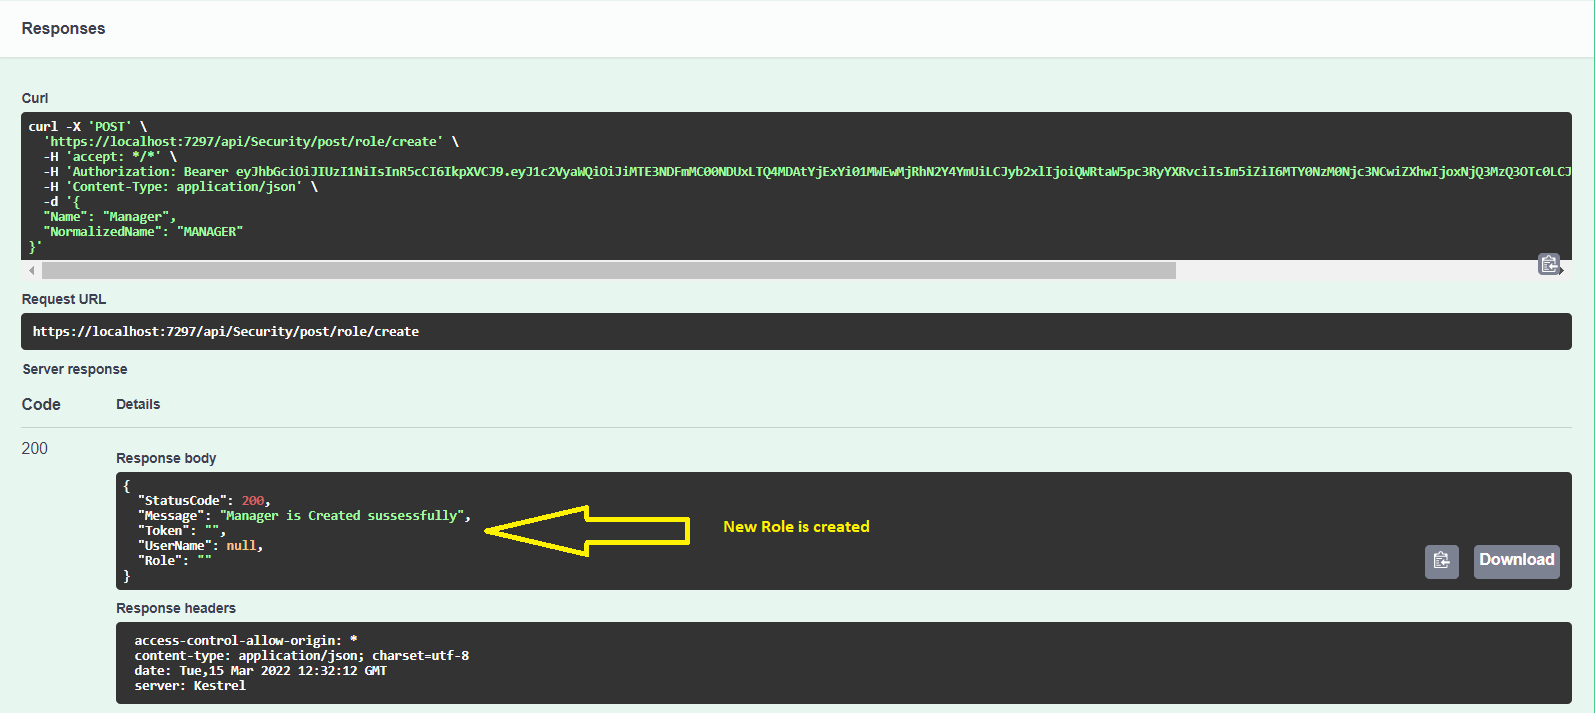 Responses
Curl
curl -X 'POST' \
'https://localhost:7297/api/Security/post/role/create' \
-H 'accept: */*' \
-H 'Authorization: Bearer eyJhbGciOiJIUzI1NiIsInR5cCI6IkpXVCJ9.eyJ1c2VyaWQiOiJiMTE3NDFmMC00NDUxLTQ4MDAtYjExYi01MWEwMjRhN2Y4YmUiLCJyb2xlIjoiQWRtaW5pc3RyYXRvciIsIm5iZiI6MTY0NzM0Njc3NCwiZXhwIjoxNjQ3MzQ3OTc0LCJ
-H 'Content-Type: application/json' \
-d '{
"Name": "Manager",
"NormalizedName": "MANAGER"
}'
Request URL
https://localhost:7297/api/Security/post/role/create
Server response
Code Details
200
Response body
{
"StatusCode": 200,
"Message": "Manager is Created sussessfully",
"Token": "",
"UserName": null,
"Role": ""
}
New Role is created
Download
Response headers
access-control-allow-origin: *
content-type: application/json; charset=utf-8
date: Tue,15 Mar 2022 12:32:12 GMT
server: Kestrel